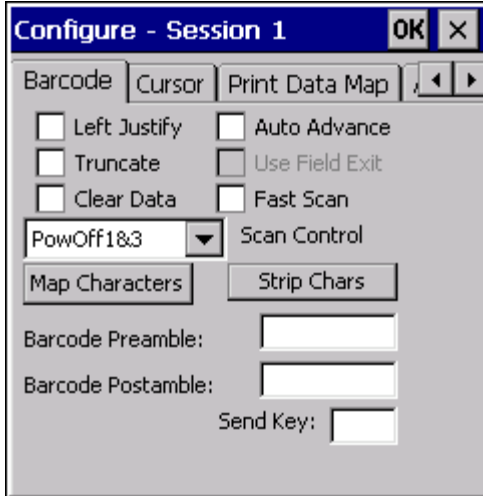 Configure - Session 1 OK
Barcode Cursor Print Data Map
Left Justify Auto Advance
Truncate Use Field Exit
Clear Data Fast Scan
PowOff1&3 Scan Control
Map Characters Strip Chars
Barcode Preamble:
Barcode Postamble:
Send Key: